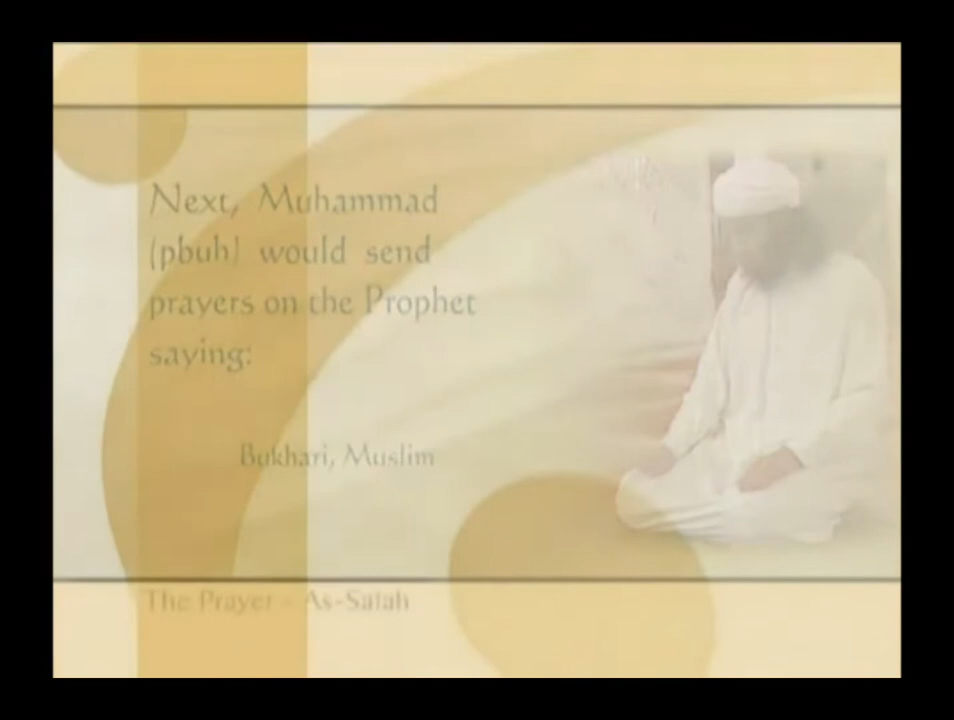 Next, Muhammad
(pbuh) would send
prayers on the Prophet
saying:
Bukhari, Muslim
The Prayer - As-Salah